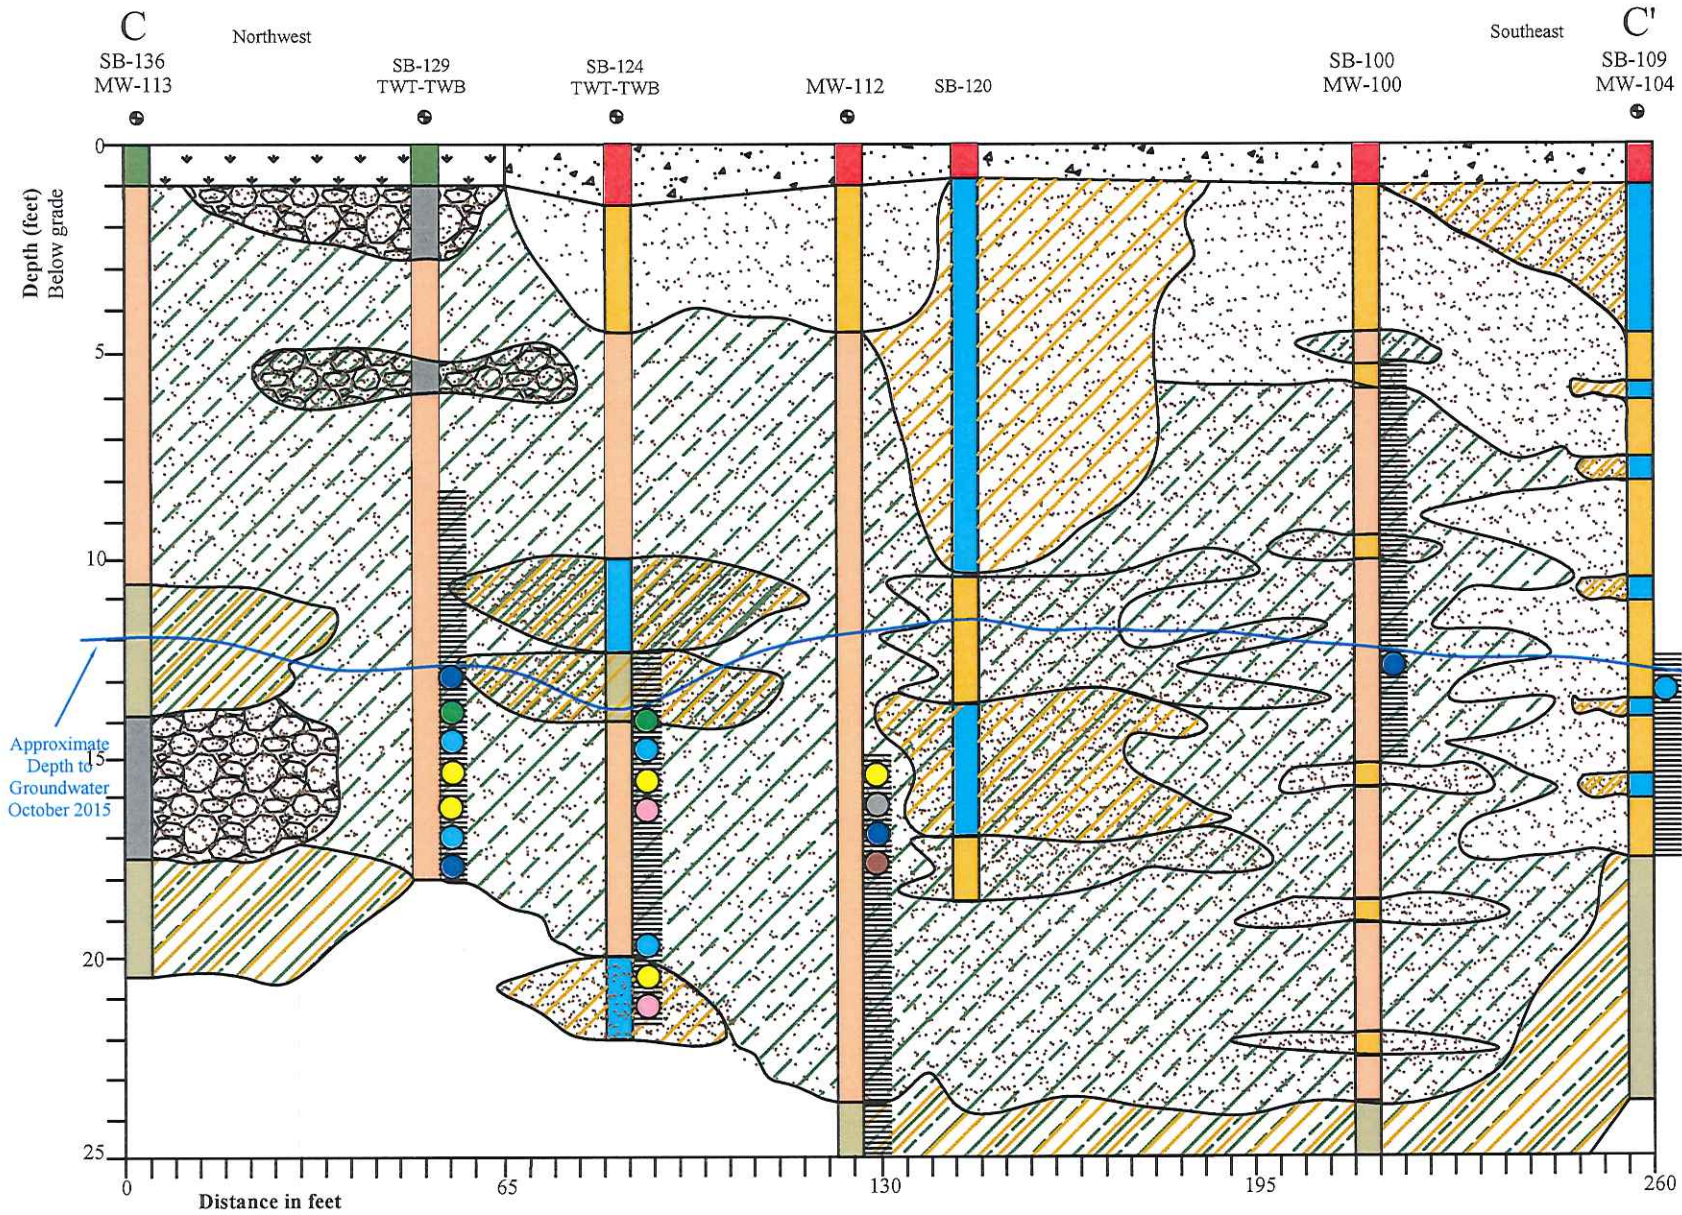 C
Northwest
Southeast
C'
SB-136
MW-113
SB-129
TWT-TWB
SB-124
TWT-TWB
MW-112
SB-120
SB-100
MW-100
SB-109
MW-104
Depth (feet)
Below grade
0
5
10
15
20
25
Approximate
Depth to
Groundwater
October 2015
0
65
130
195
260
Distance in feet